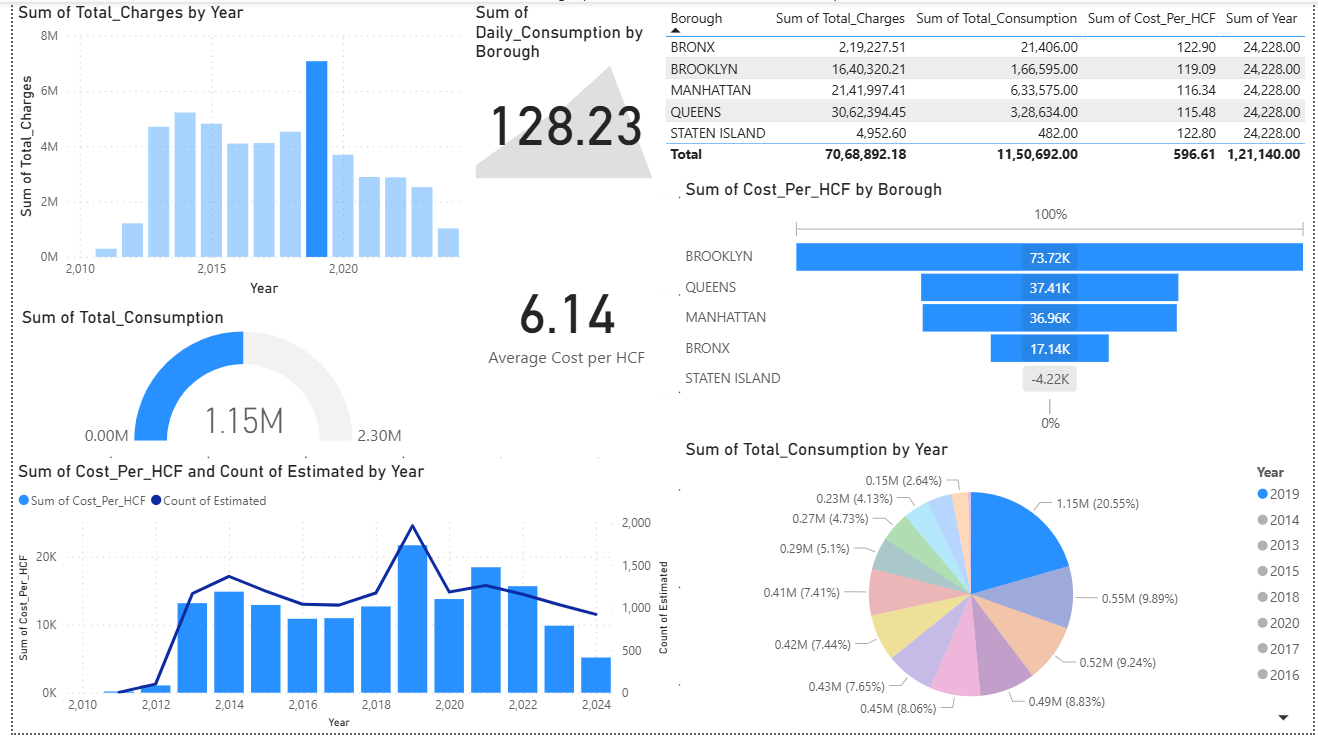 Sum of Total_Charges by Year
8M
6M
4M
2M
0M
Sum of Total_Charges
2,010
2,015
2,020
Year
Sum of
Daily_Consumption by
Borough
128.23
Borough Sum of Total_Charges Sum of Total_Consumption Sum of Cost_Per_HCF Sum of Year
BRONX 2,19,227.51 21,406.00 122.90 24,228.00
BROOKLYN 16,40,320.21 1,66,595.00 119.09 24,228.00
MANHATTAN 21,41,997.41 6,33,575.00 116.34 24,228.00
QUEENS 30,62,394.45 3,28,634.00 115.48 24,228.00
STATEN ISLAND 4,952.60 482.00 122.80 24,228.00
Total 70,68,892.18 11,50,692.00 596.61 1,21,140.00
Sum of Total_Consumption
1.15M
0.00M
2.30M
6.14
Average Cost per HCF
Sum of Cost_Per_HCF by Borough
100%
BROOKLYN 73.72K
QUEENS 37.41K
MANHATTAN 36.96K
BRONX 17.14K
STATEN ISLAND -4.22K
0%
Sum of Cost_Per_HCF and Count of Estimated by Year
Sum of Cost_Per_HCF Count of Estimated
20K
10K
0K
Sum of Cost_Per_HCF
2,000
1,500
1,000
500
0
Count of Estimated
2,010 2,012 2,014 2,016 2,018 2,020 2,022 2,024
Year
Sum of Total_Consumption by Year
1.15M (20.55%)
0.55M (9.89%)
0.52M (9.24%)
0.49M (8.83%)
0.45M (8.06%)
0.43M (7.65%)
0.42M (7.44%)
0.41M (7.41%)
0.29M (5.1%)
0.27M (4.73%)
0.23M (4.13%)
0.15M (2.64%)
Year
2019
2014
2013
2015
2018
2020
2017
2016